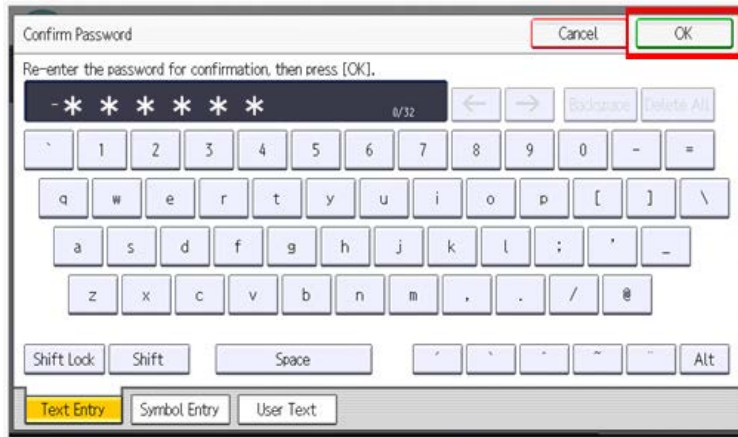 Confirm Password Cancel OK
Re-enter the password for confirmation, then press [OK].
-* * * * * * 0/32 ← → Backspace Delete All
` 1 2 3 4 5 6 7 8 9 0 - =
q w e r t y u i o p [ ] \
a s d f g h j k l ; ' _
z x c v b n m , . / @
Shift Lock Shift Space ´ ` ^ ~ ¨ Alt
Text Entry Symbol Entry User Text